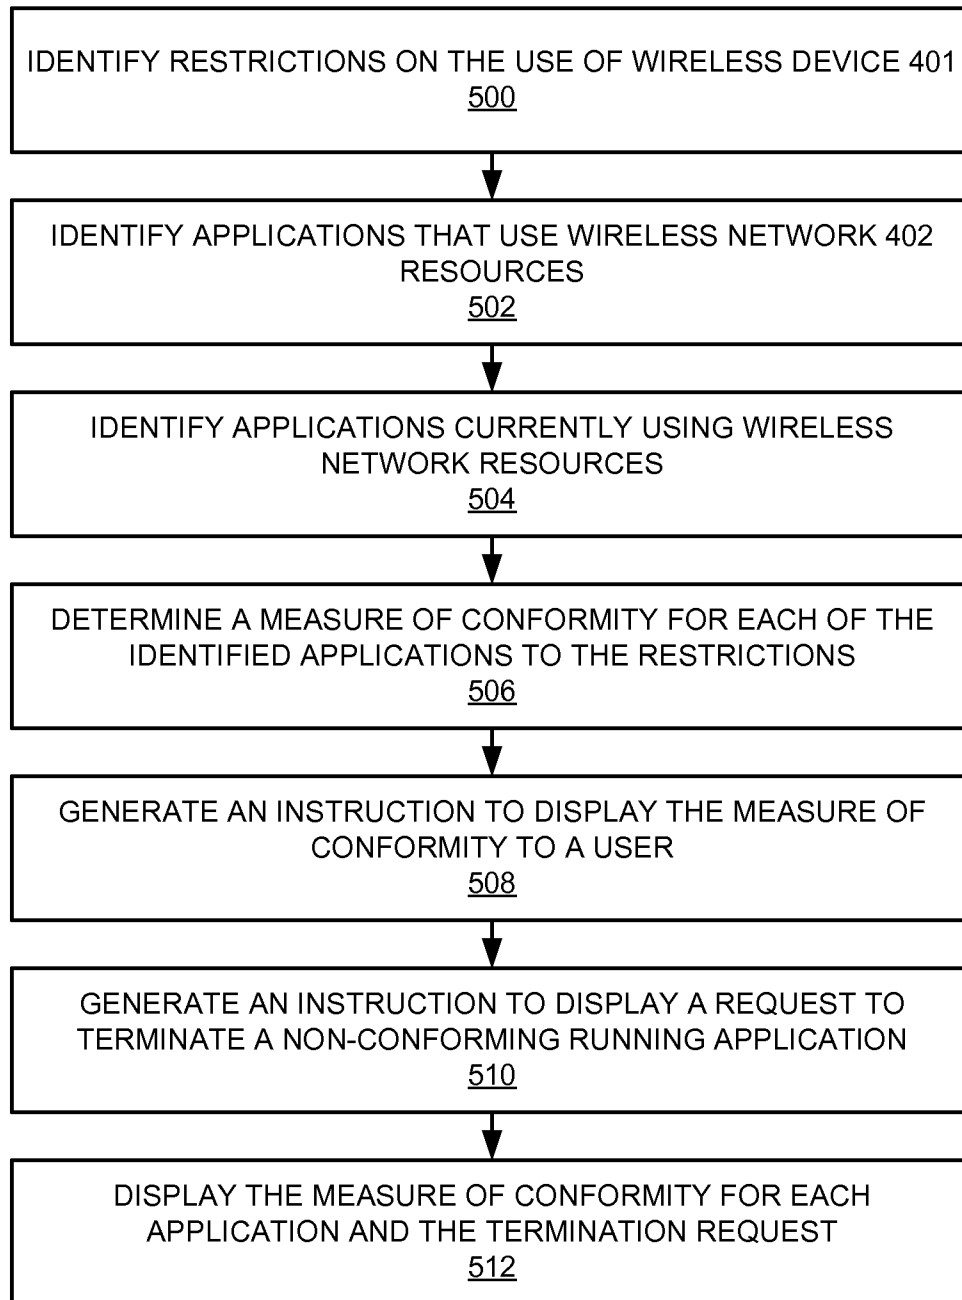 IDENTIFY RESTRICTIONS ON THE USE OF WIRELESS DEVICE 401
500
IDENTIFY APPLICATIONS THAT USE WIRELESS NETWORK 402
RESOURCES
502
IDENTIFY APPLICATIONS CURRENTLY USING WIRELESS
NETWORK RESOURCES
504
DETERMINE A MEASURE OF CONFORMITY FOR EACH OF THE
IDENTIFIED APPLICATIONS TO THE RESTRICTIONS
506
GENERATE AN INSTRUCTION TO DISPLAY THE MEASURE OF
CONFORMITY TO A USER
508
GENERATE AN INSTRUCTION TO DISPLAY A REQUEST TO
TERMINATE A NON-CONFORMING RUNNING APPLICATION
510
DISPLAY THE MEASURE OF CONFORMITY FOR EACH
APPLICATION AND THE TERMINATION REQUEST
512